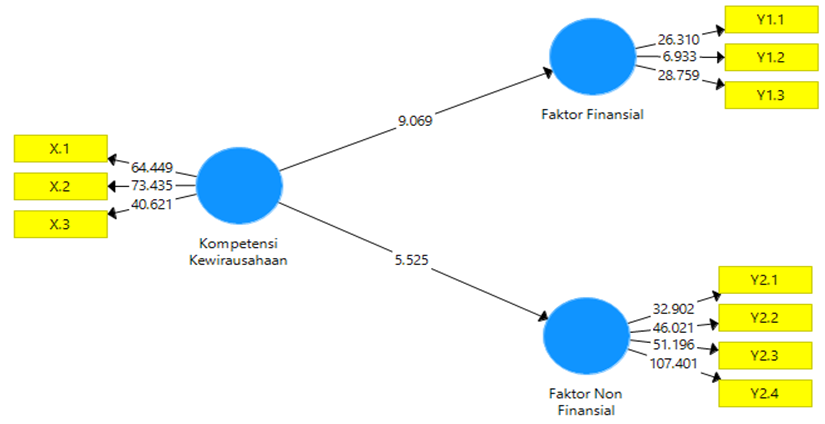 X.1
X.2
X.3
64.449
73.435
40.621
Kompetensi
Kewirausahaan
9.069
5.525
Faktor Finansial
26.310
6.933
28.759
Y1.1
Y1.2
Y1.3
Faktor Non
Finansial
32.902
46.021
51.196
107.401
Y2.1
Y2.2
Y2.3
Y2.4